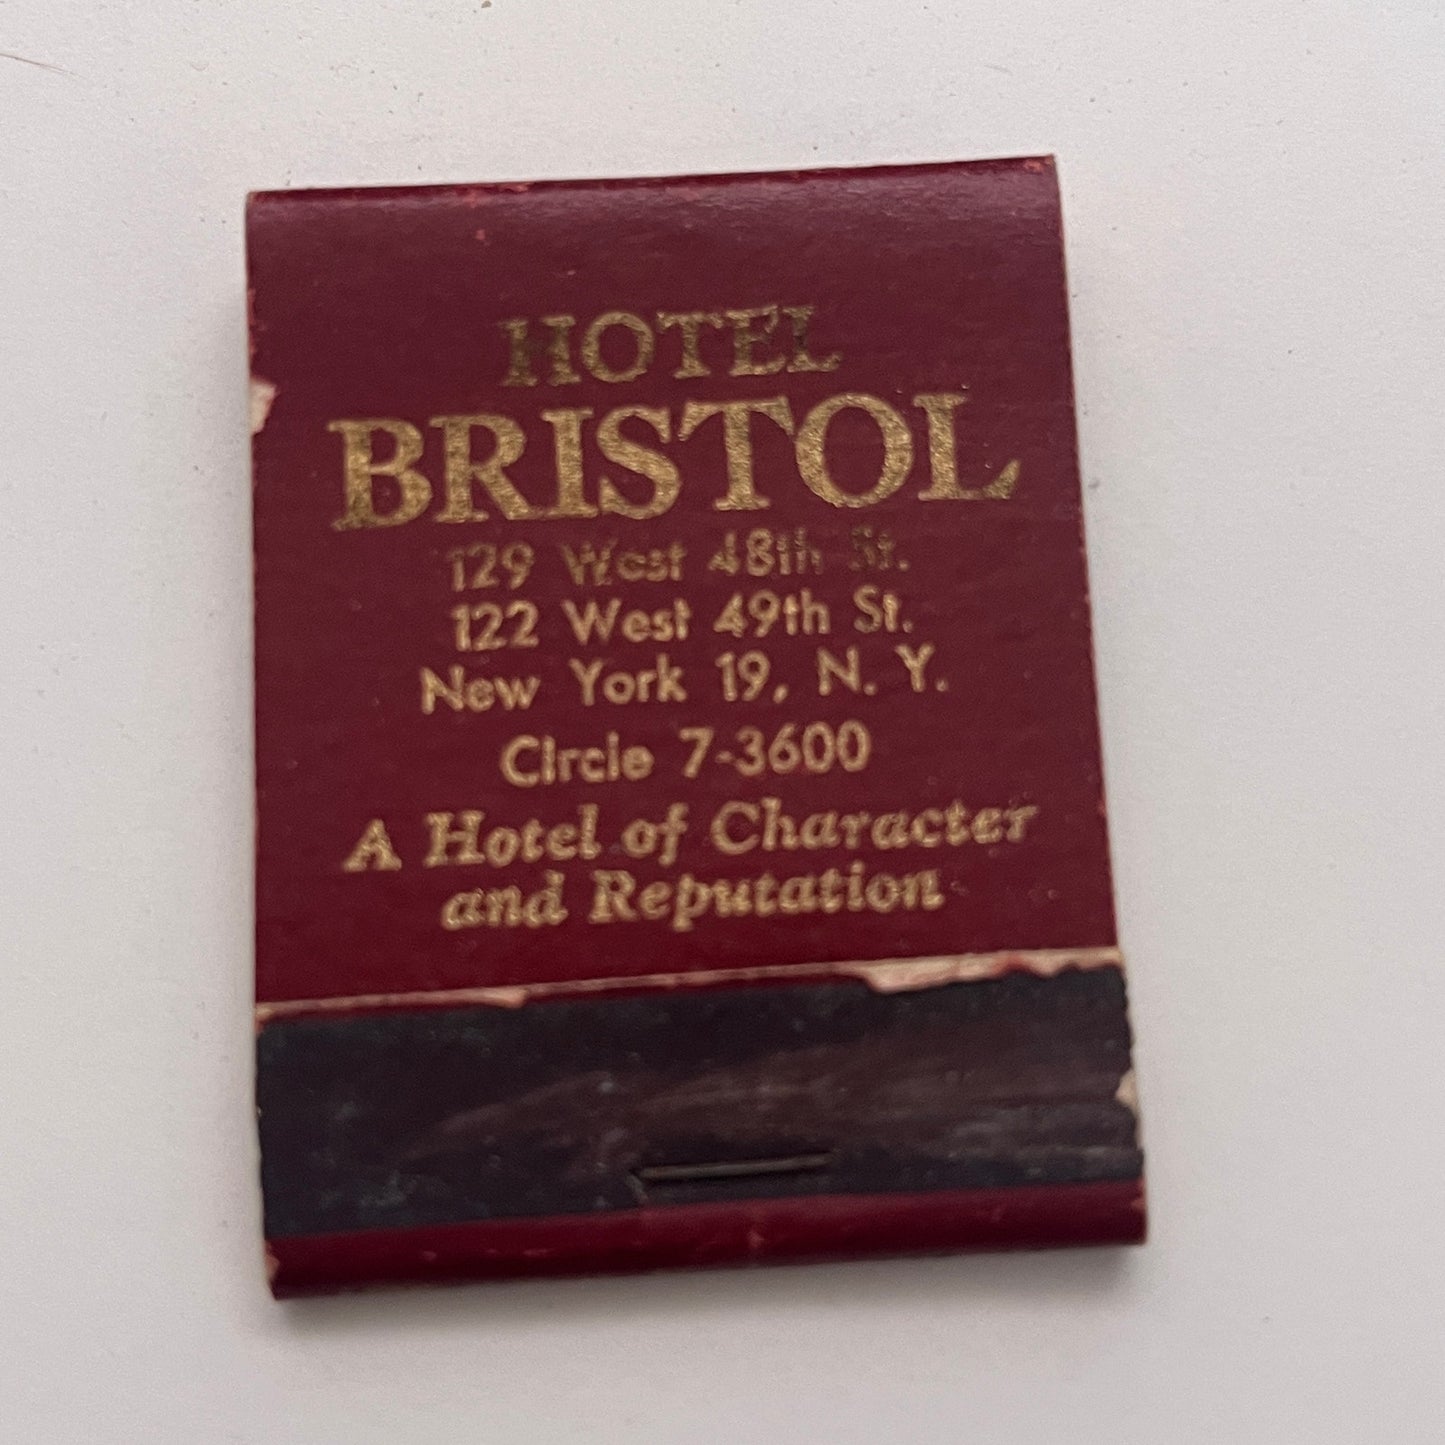 HOTEL
BRISTOL
129 West 48th St.
122 West 49th St.
New York 19, N. Y.
CIrcle 7-3600
A Hotel of Character
and Reputation